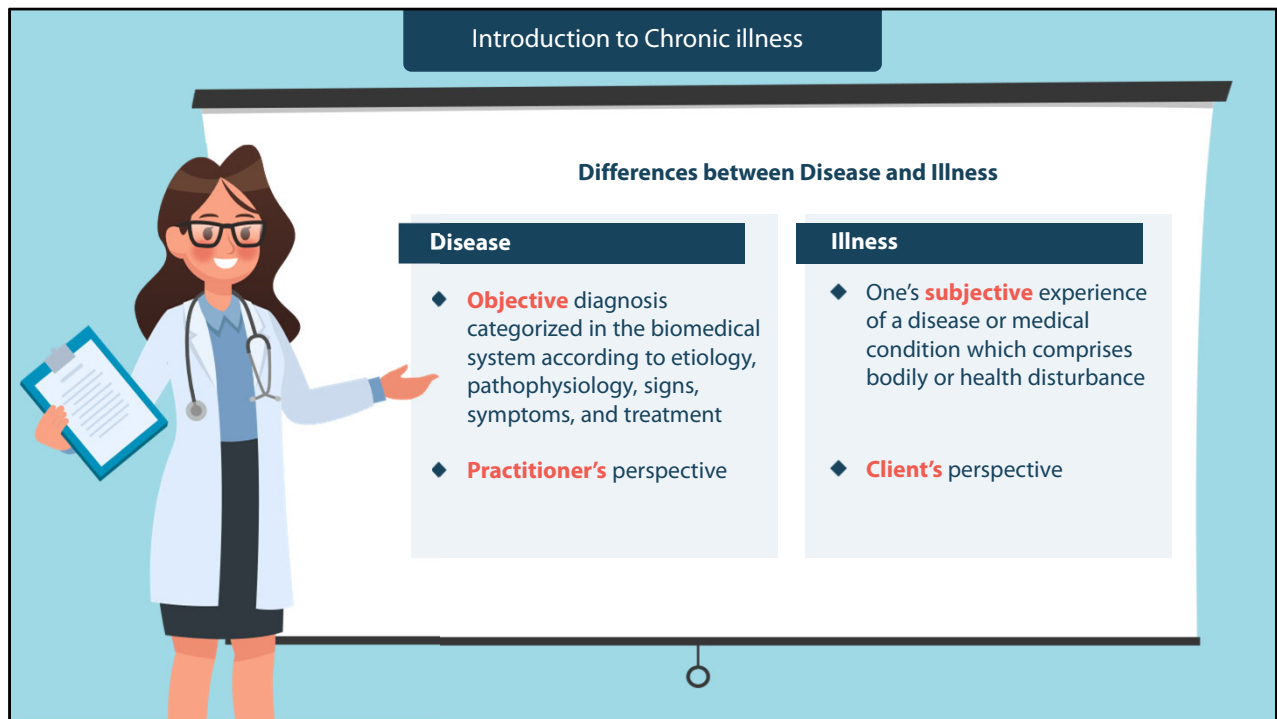 Introduction to Chronic illness
Differences between Disease and Illness
Disease
◆ Objective diagnosis
categorized in the biomedical
system according to etiology,
pathophysiology, signs,
symptoms, and treatment
◆ Practitioner’s perspective
Illness
◆ One’s subjective experience
of a disease or medical
condition which comprises
bodily or health disturbance
◆ Client’s perspective